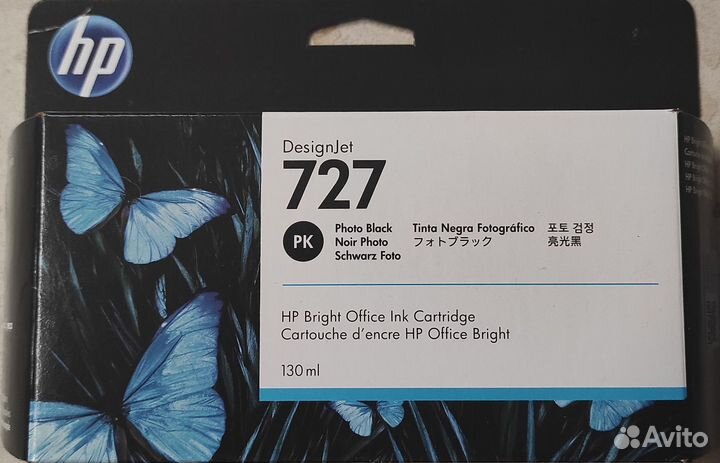 hp
DesignJet
727
PK
Photo Black
Noir Photo
Schwarz Foto
Tinta Negra Fotográfico
フォトブラック
포토 검정
亮光黑
HP Bright Office Ink Cartridge
Cartouche d'encre HP Office Bright
130 ml
Avito